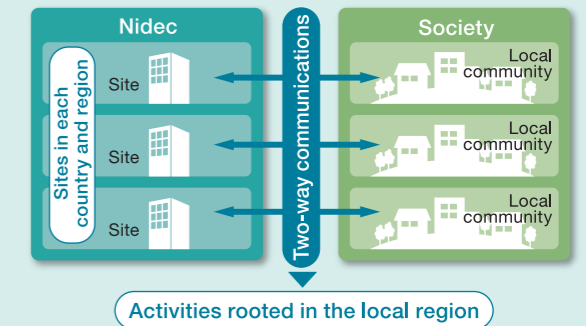 Nidec
Sites in each
country and region
Site
Site
Site
Two-way communications
Society
Local
community
Local
community
Local
community
Activities rooted in the local region